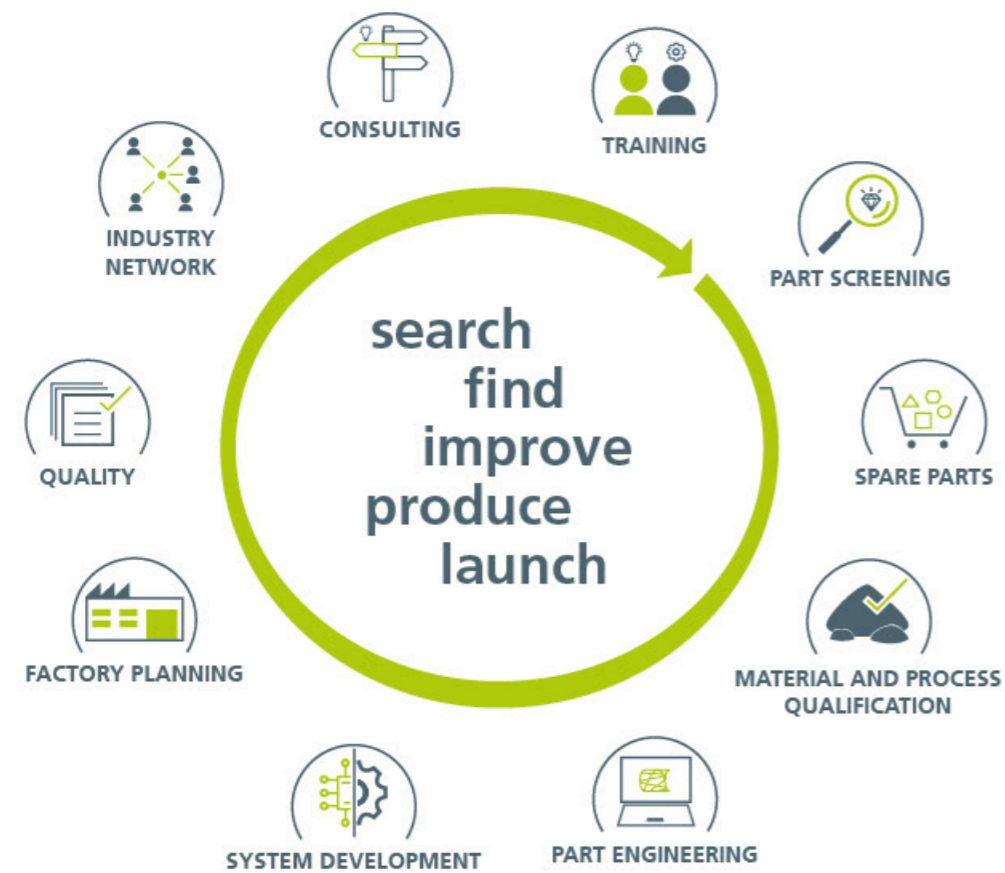 CONSULTING
TRAINING
PART SCREENING
SPARE PARTS
MATERIAL AND PROCESS
QUALIFICATION
PART ENGINEERING
SYSTEM DEVELOPMENT
FACTORY PLANNING
QUALITY
INDUSTRY
NETWORK
search
find
improve
produce
launch